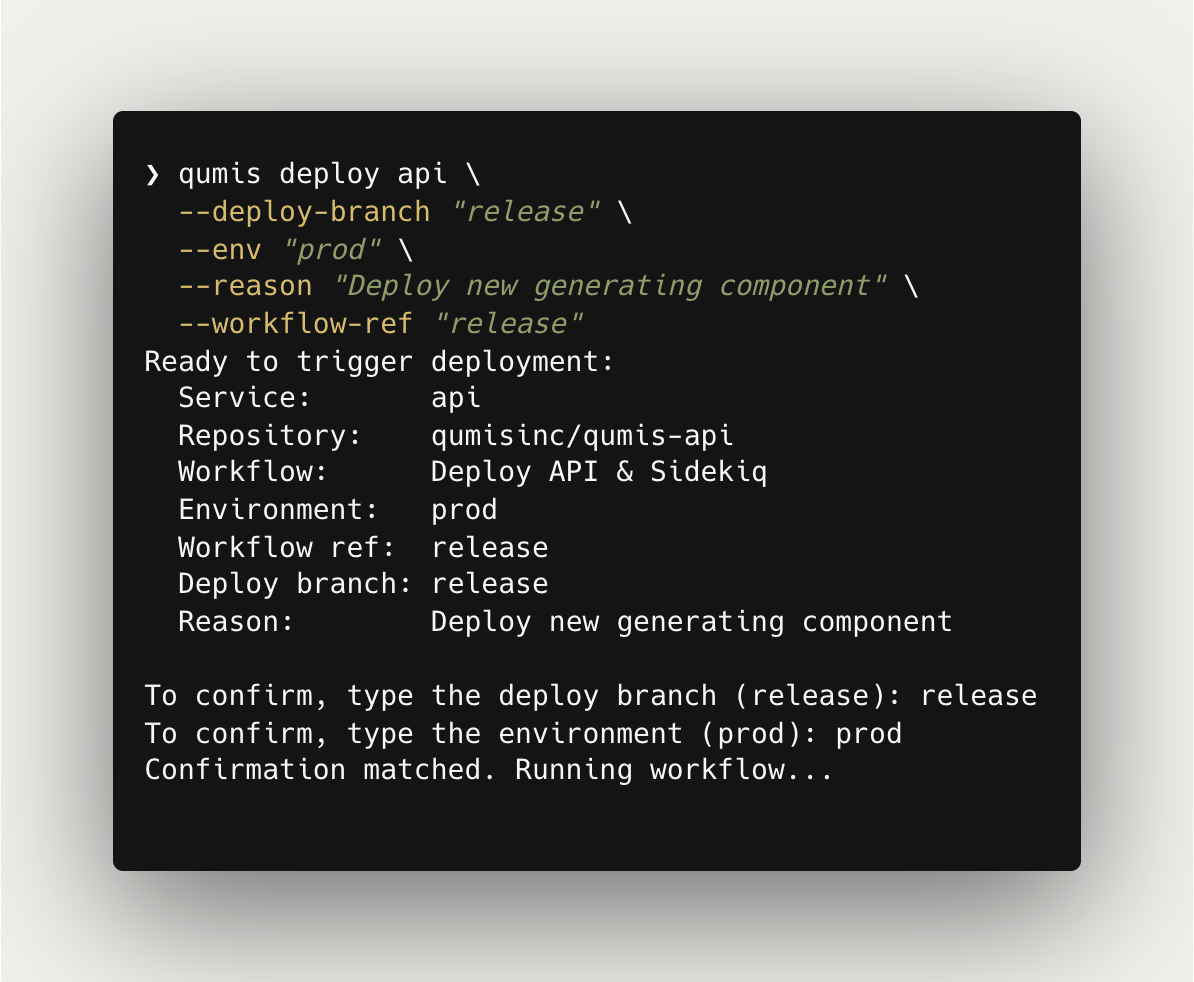 ❯ qumis deploy api \
--deploy-branch "release" \
--env "prod" \
--reason "Deploy new generating component" \
--workflow-ref "release"
Ready to trigger deployment:
Service: api
Repository: qumisinc/qumis-api
Workflow: Deploy API & Sidekiq
Environment: prod
Workflow ref: release
Deploy branch: release
Reason: Deploy new generating component
To confirm, type the deploy branch (release): release
To confirm, type the environment (prod): prod
Confirmation matched. Running workflow...